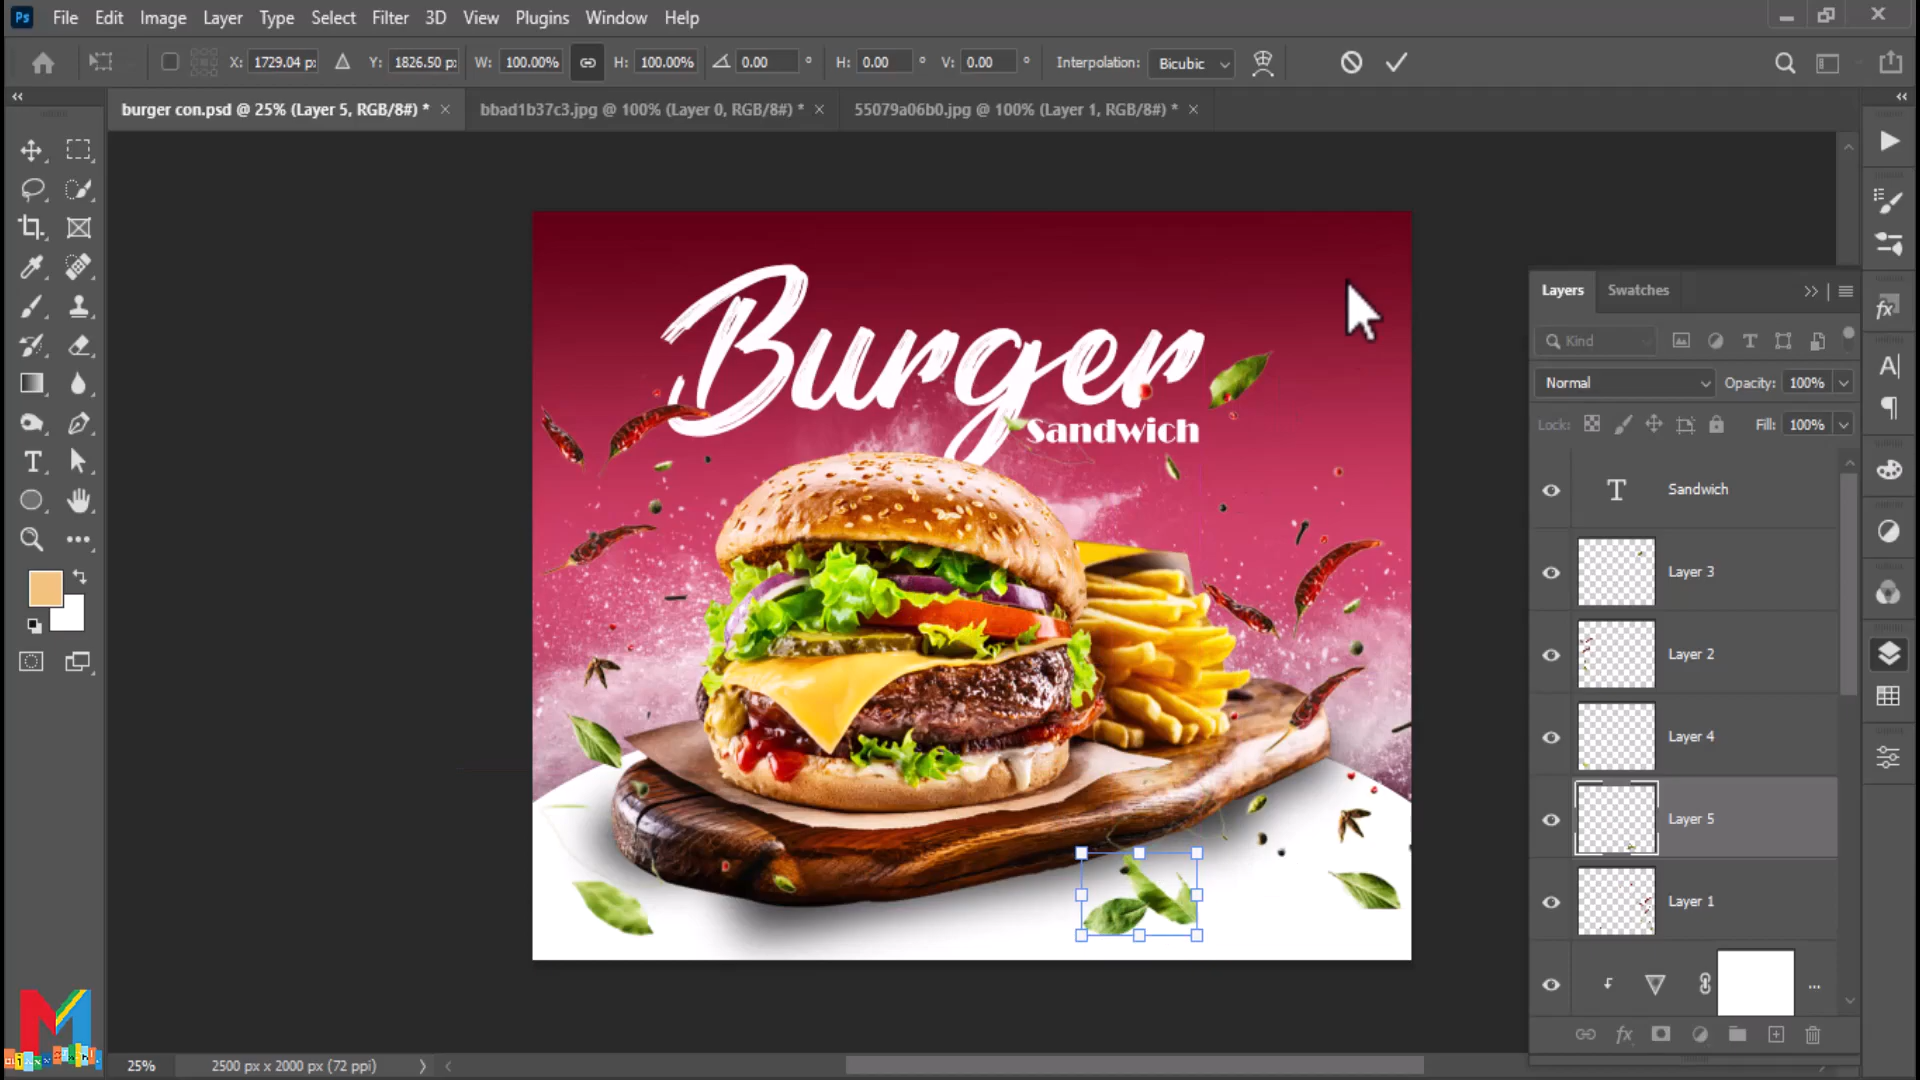 Ps File Edit Image Layer Type Select Filter 3D View Plugins Window Help
X: 1729.04 p: Y: 1826.50 p: W: 100.00% H: 100.00% 0.00 ° H: 0.00 ° V: 0.00 ° Interpolation: Bicubic
burger con.psd @ 25% (Layer 5, RGB/8#) * bbad1b37c3.jpg @ 100% (Layer 0, RGB/8#) * 55079a06b0.jpg @ 100% (Layer 1, RGB/8#) *
Burger
Sandwich
Layers Swatches
Kind
Normal Opacity: 100%
Lock: Fill: 100%
Sandwich
Layer 3
Layer 2
Layer 4
Layer 5
Layer 1
25% 2500 px x 2000 px (72 ppi)